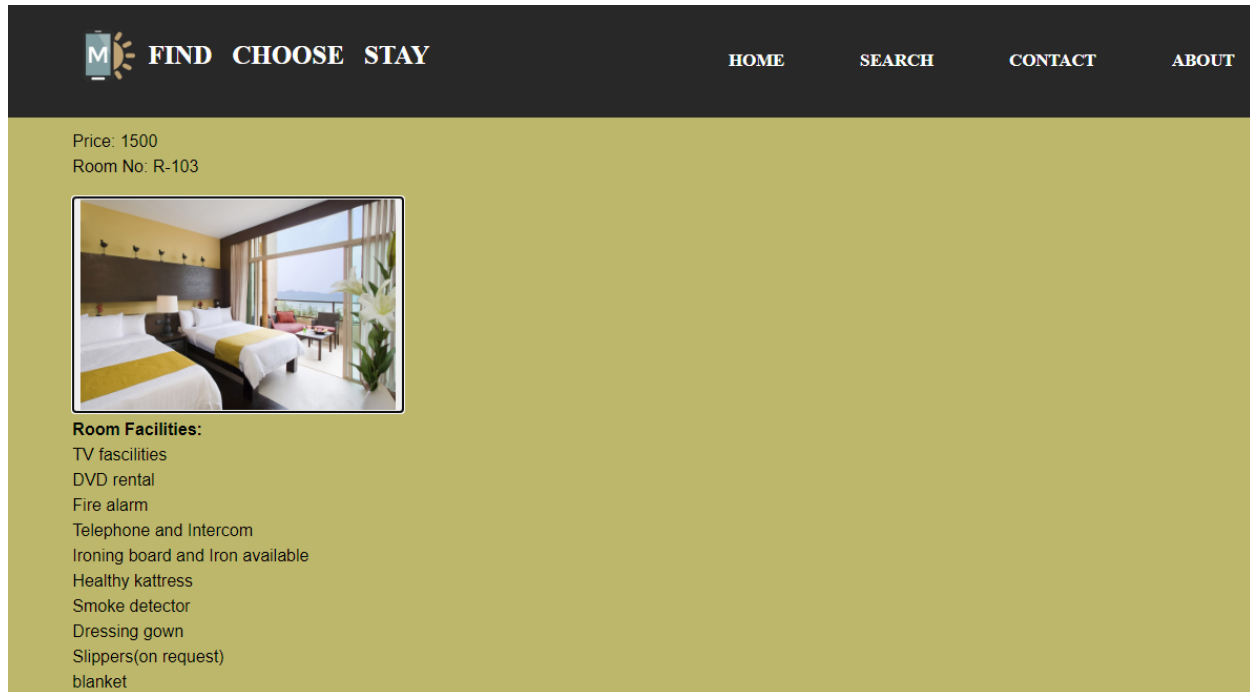 M FIND CHOOSE STAY
HOME SEARCH CONTACT ABOUT
Price: 1500
Room No: R-103
Room Facilities:
TV fascilities
DVD rental
Fire alarm
Telephone and Intercom
Ironing board and Iron available
Healthy kattress
Smoke detector
Dressing gown
Slippers(on request)
blanket